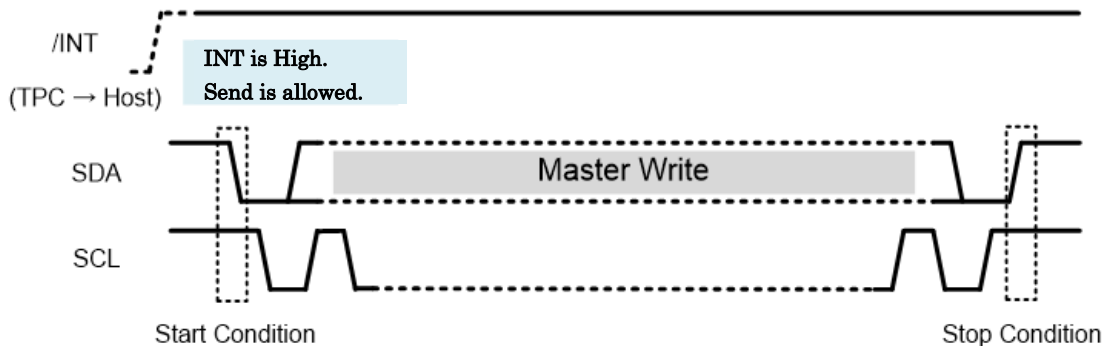 /INT
(TPC → Host)
INT is High.
Send is allowed.
SDA
Master Write
SCL
Start Condition
Stop Condition